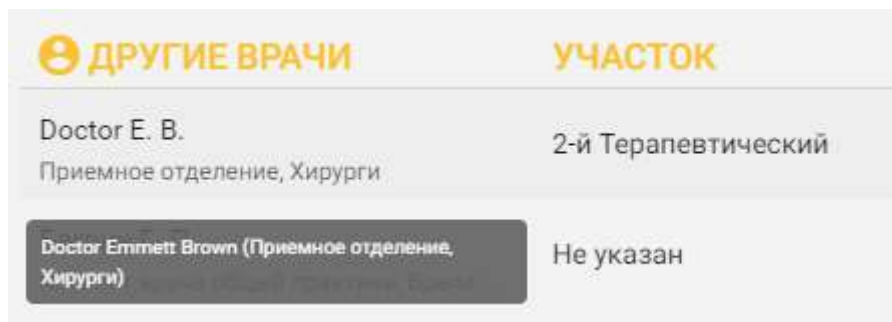 ДРУГИЕ ВРАЧИ УЧАСТОК
Doctor E. B.
Приемное отделение, Хирурги
2-й Терапевтический
Doctor Emmett Brown (Приемное отделение,
Хирурги)
Не указан